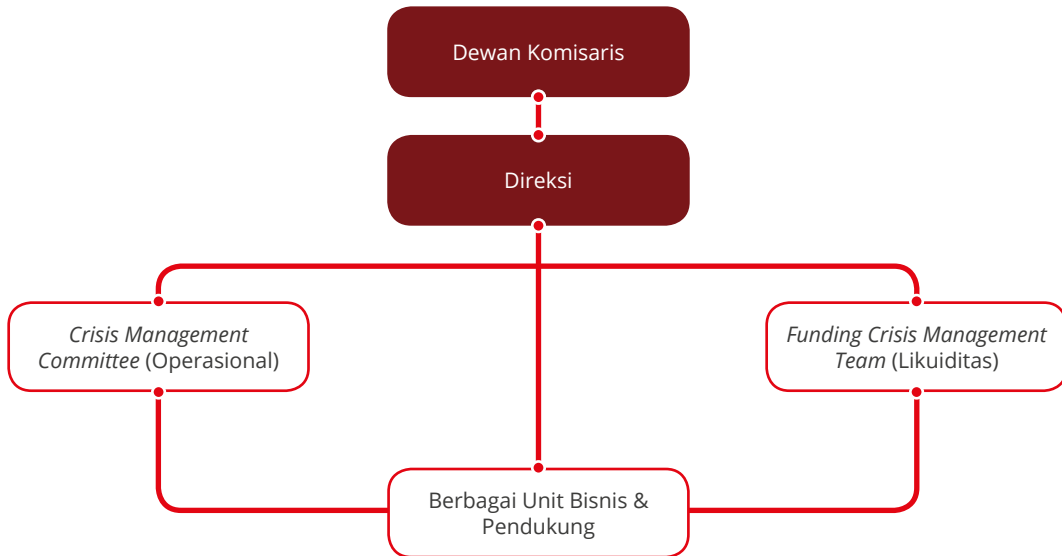 Dewan Komisaris
Direksi
Crisis Management
Committee (Operasional)
Funding Crisis Management
Team (Likuiditas)
Berbagai Unit Bisnis &
Pendukung